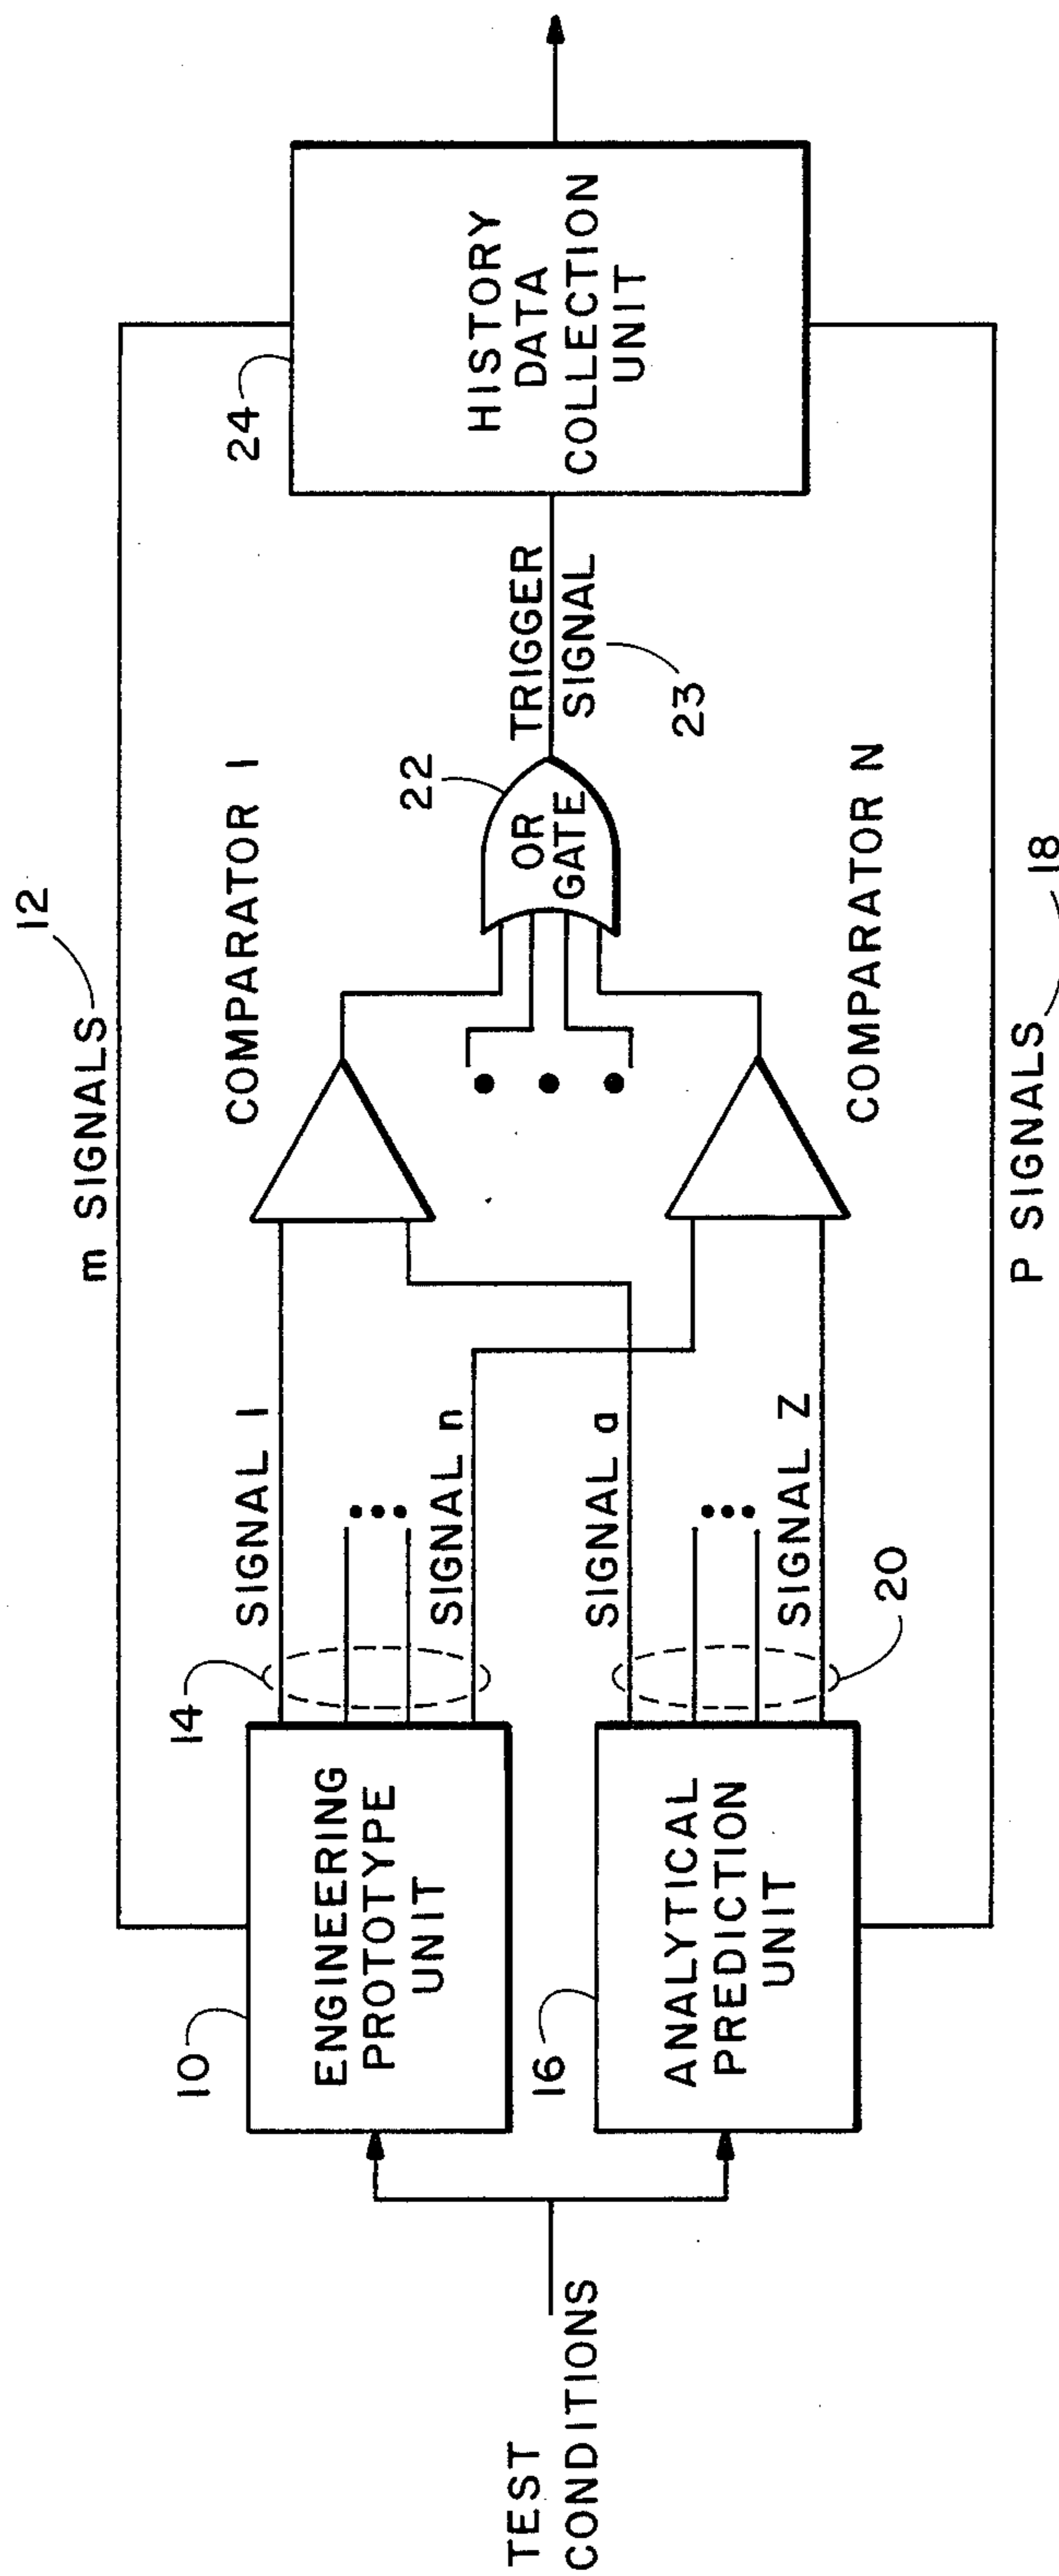 TEST
CONDITIONS
10
ENGINEERING
PROTOTYPE
UNIT
16
ANALYTICAL
PREDICTION
UNIT
14
SIGNAL 1
SIGNAL n
SIGNAL a
SIGNAL Z
20
m SIGNALS
12
COMPARATOR 1
COMPARATOR N
P SIGNALS
18
22
OR
GATE
TRIGGER
SIGNAL
23
24
HISTORY
DATA
COLLECTION
UNIT